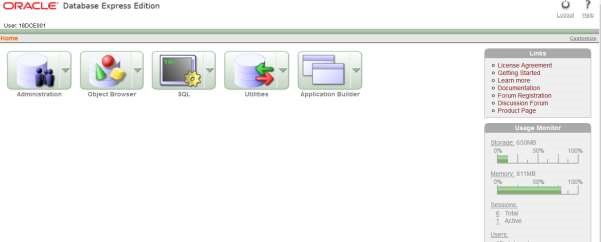 ORACLE® Database Express Edition
Logout Help
User: 18DCE001
Home
Customize
Administration
Object Browser
SQL
Utilities
Application Builder
Links
License Agreement
Getting Started
Learn more
Documentation
Forum Registration
Discussion Forum
Product Page
Usage Monitor
Storage: 650MB
0% 50% 100%
Memory: 611MB
0% 50% 100%
Sessions:
6 Total
1 Active
Users: